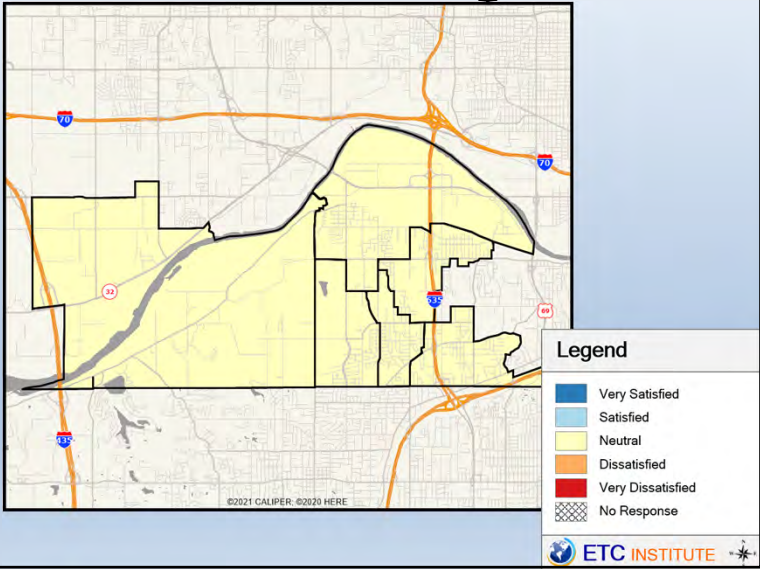 70
70
32
635
69
435
©2021 CALIPER; ©2020 HERE
Legend
Very Satisfied
Satisfied
Neutral
Dissatisfied
Very Dissatisfied
No Response
ETC INSTITUTE
N
W
E
S